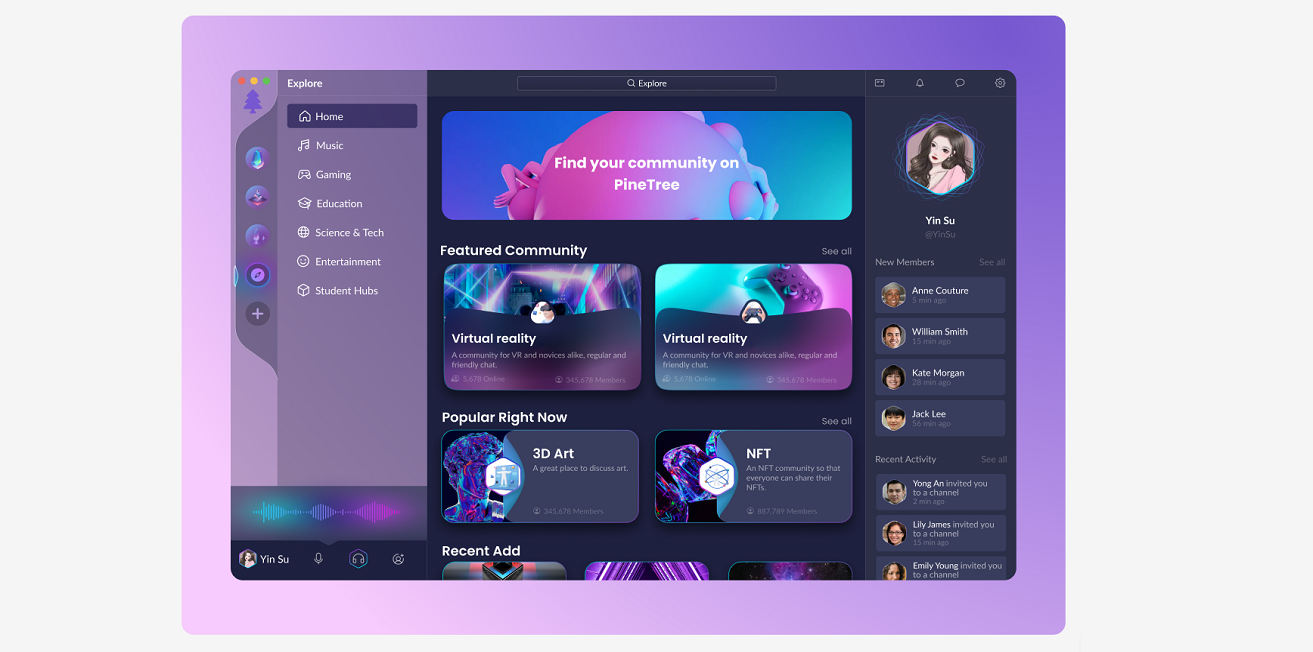 Explore
Home
Music
Gaming
Education
Science & Tech
Entertainment
Student Hubs
Yin Su
Explore
Find your community on
PineTree
Featured Community
See all
Virtual reality
A community for VR and novices alike, regular and
friendly chat.
5,678 Online
345,678 Members
Virtual reality
A community for VR and novices alike, regular and
friendly chat.
5,678 Online
345,678 Members
Popular Right Now
See all
3D Art
A great place to discuss art.
345,678 Members
NFT
An NFT community so that
everyone can share their
NFTs.
887,789 Members
Recent Add
Yin Su
@YinSu
New Members
See all
Anne Couture
5 min ago
William Smith
15 min ago
Kate Morgan
28 min ago
Jack Lee
56 min ago
Recent Activity
See all
Yong An invited you
to a channel
2 min ago
Lily James invited you
to a channel
15 min ago
Emily Young invited you
to a channel